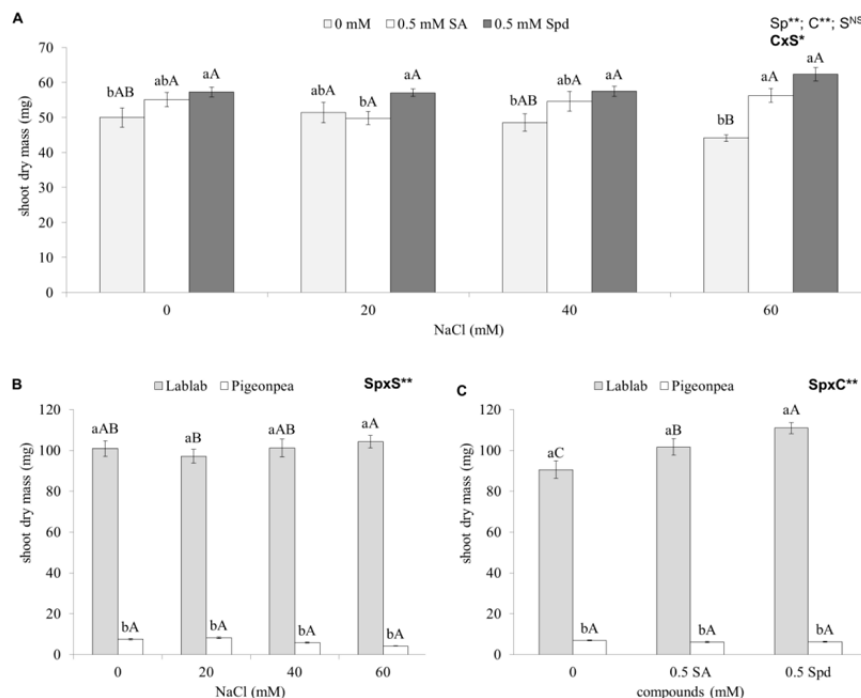 A
0 mM 0.5 mM SA 0.5 mM Spd
Sp**; C**; S^NS
CxS*
shoot dry mass (mg)
70
60
50
40
30
20
10
0
bAB abA aA
abA bA aA
bAB abA aA
bB aA aA
0 20 40 60
NaCl (mM)
B
Lablab Pigeonpea
SpxS**
shoot dry mass (mg)
120
100
80
60
40
20
0
aAB aB aAB aA
bA bA bA bA
0 20 40 60
NaCl (mM)
C
Lablab Pigeonpea
SpxC**
shoot dry mass (mg)
120
100
80
60
40
20
0
aC aB aA
bA bA bA
0 0.5 SA 0.5 Spd
compounds (mM)